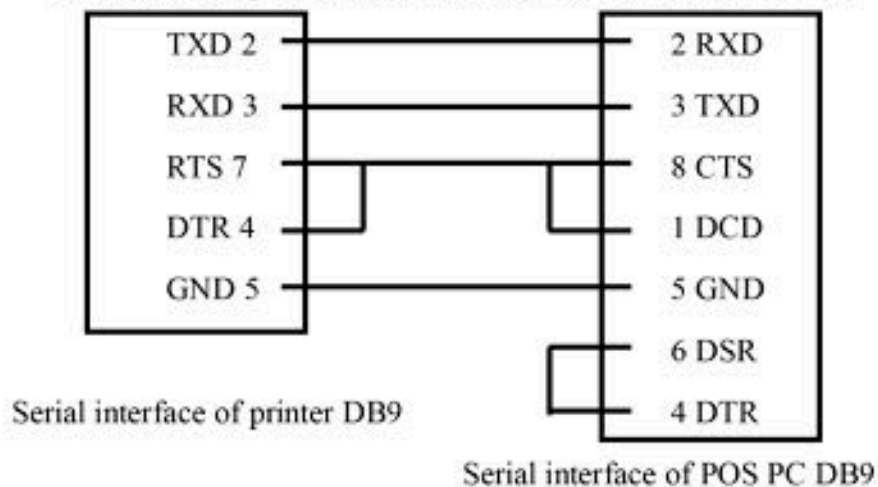 TXD 2 2 RXD
RXD 3 3 TXD
RTS 7 8 CTS
DTR 4 1 DCD
GND 5 5 GND
6 DSR
4 DTR
Serial interface of printer DB9
Serial interface of POS PC DB9